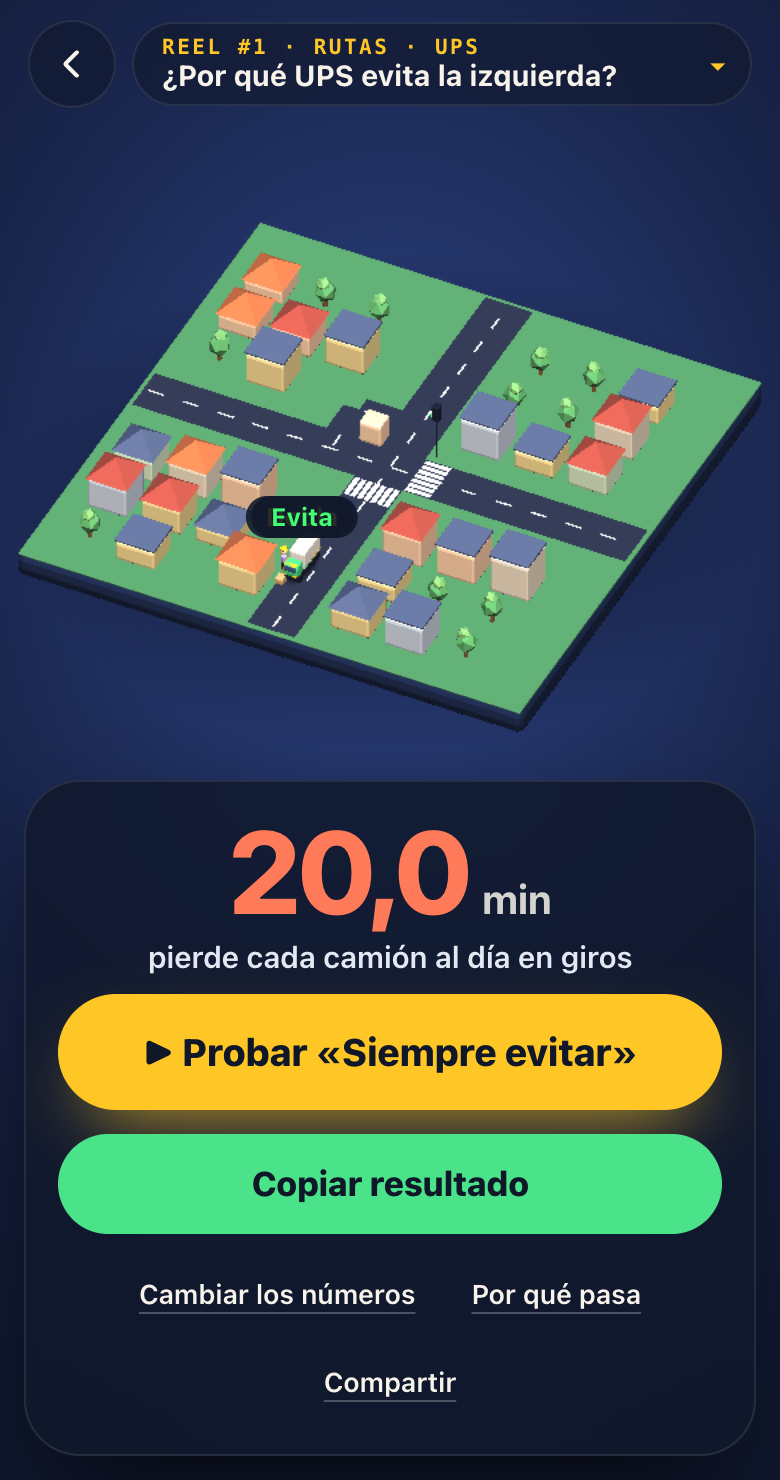 REEL #1 · RUTAS · UPS
¿Por qué UPS evita la izquierda?
Evita
20,0 min
pierde cada camión al día en giros
Probar «Siempre evitar»
Copiar resultado
Cambiar los números
Por qué pasa
Compartir